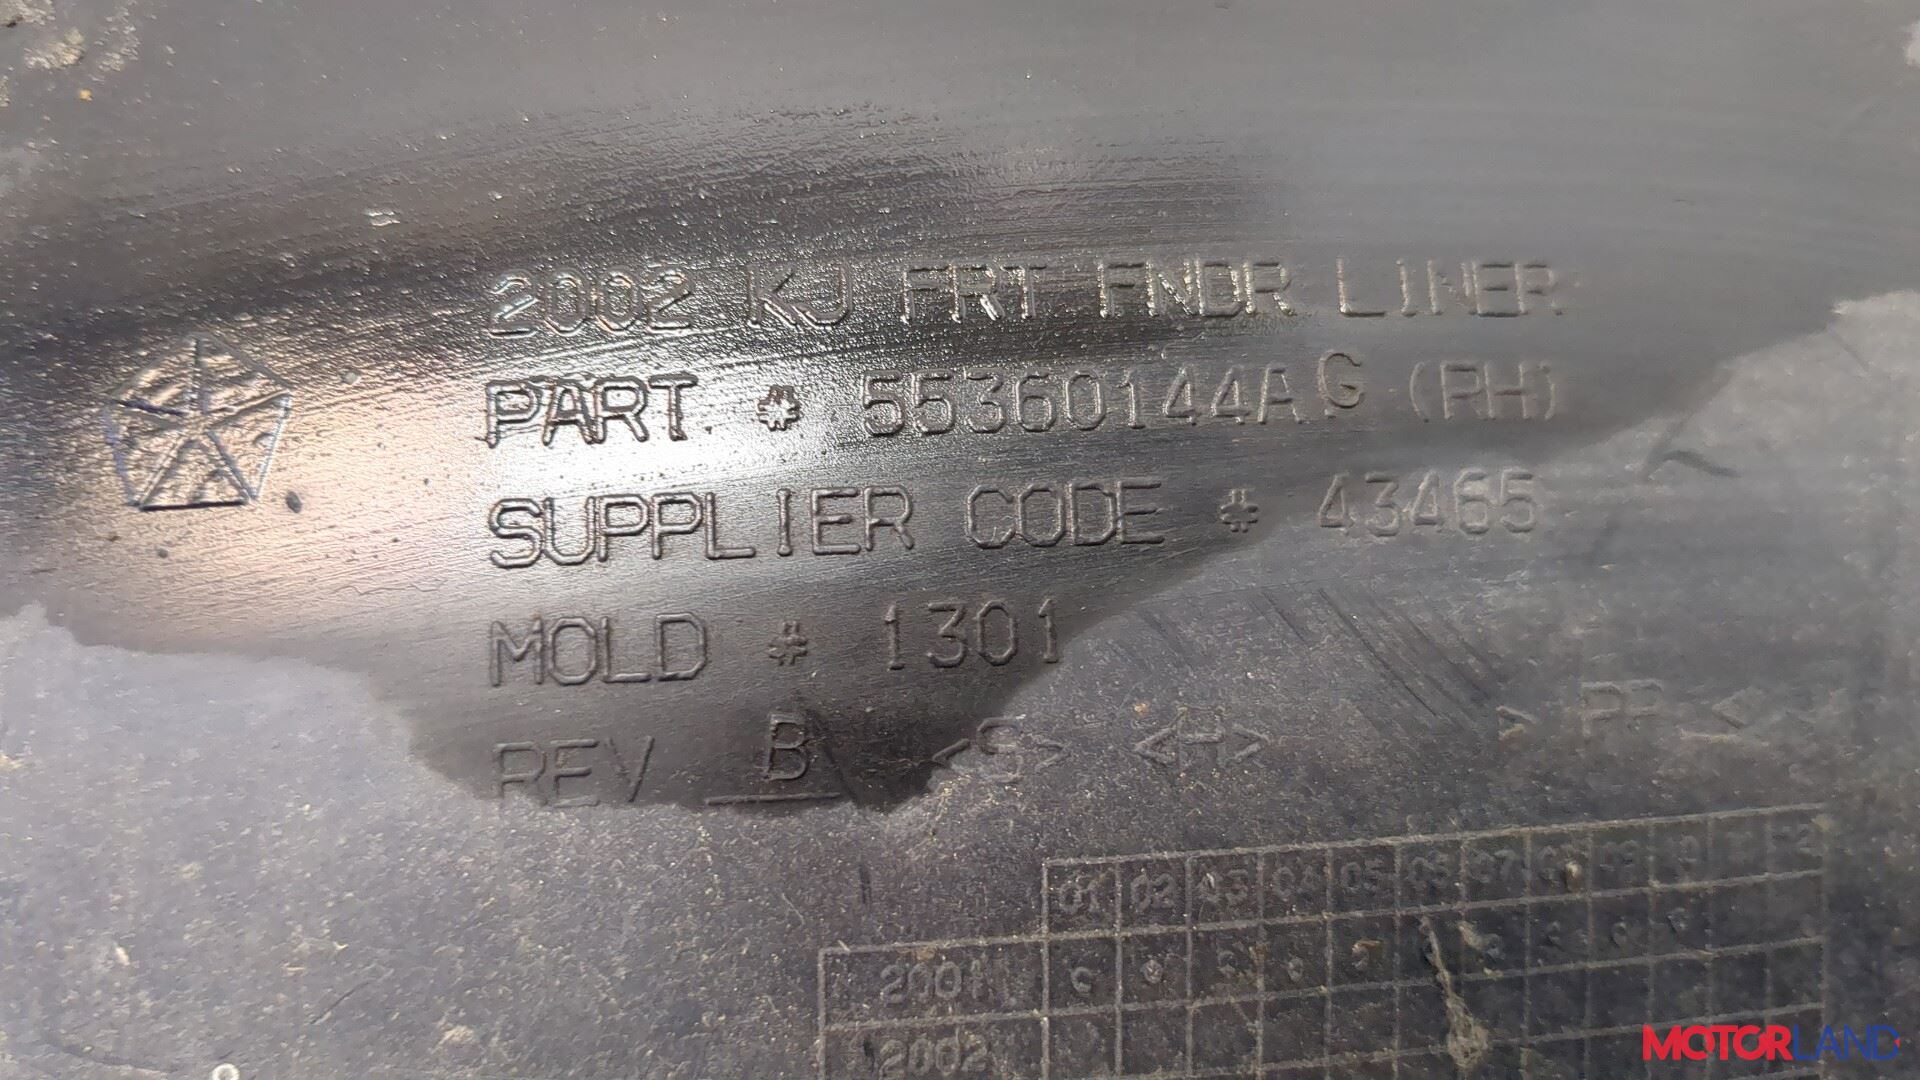 2002 KJ FRT FNDR LINER
PART # 55360144AG (RH)
SUPPLIER CODE # 43465
MOLD # 1301
REV B <S> <H> > PP <
01 02 03 04 05 06 07 08 09 10 11 12
2001
2002
MOTORLAND